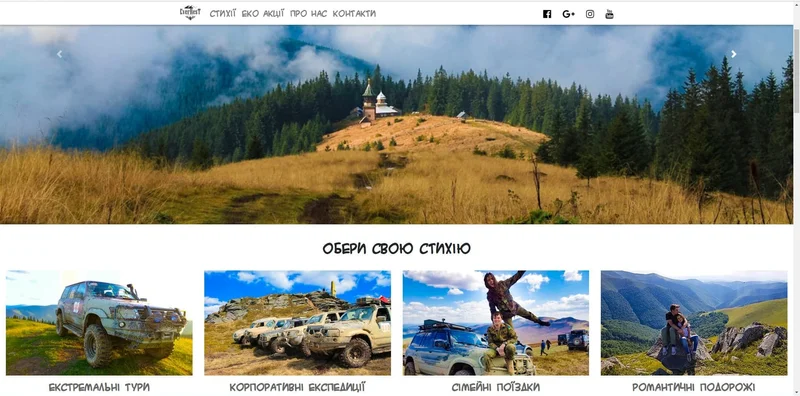 СТИХІЇ ЕКО АКЦІЇ ПРО НАС КОНТАКТИ
ОБЕРИ СВОЮ СТИХІЮ
ЕКСТРЕМАЛЬНІ ТУРИ
КОРПОРАТИВНІ ЕКСПЕДИЦІЇ
СІМЕЙНІ ПОЇЗДКИ
РОМАНТИЧНІ ПОДОРОЖІ